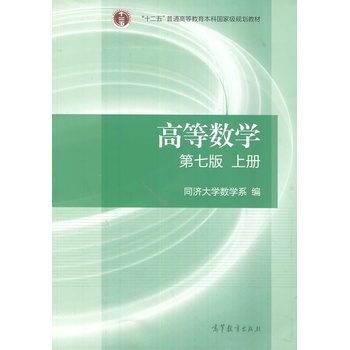 "十二五"普通高等教育本科国家级规划教材
高等数学
第七版 上册
同济大学数学系 编
高等教育出版社